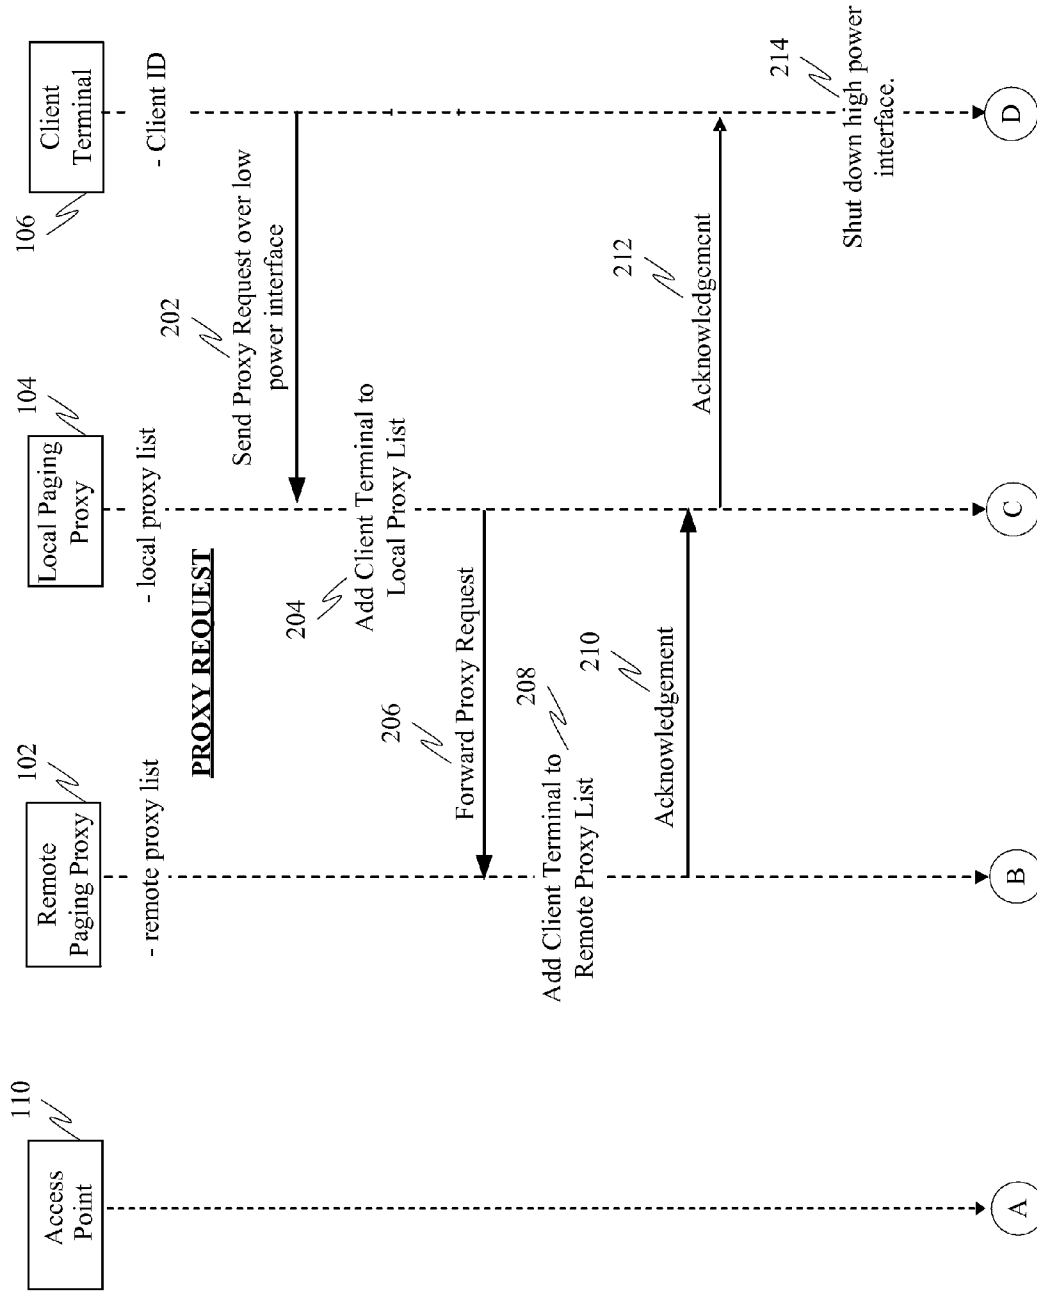 110
Access
Point
102
Remote
Paging Proxy
- remote proxy list
104
Local Paging
Proxy
- local proxy list
106
Client
Terminal
- Client ID
PROXY REQUEST
202
Send Proxy Request over low
power interface
204
Add Client Terminal to
Local Proxy List
206
Forward Proxy Request
208
Add Client Terminal to
Remote Proxy List
210
Acknowledgement
212
Acknowledgement
214
Shut down high power
interface.
A
B
C
D